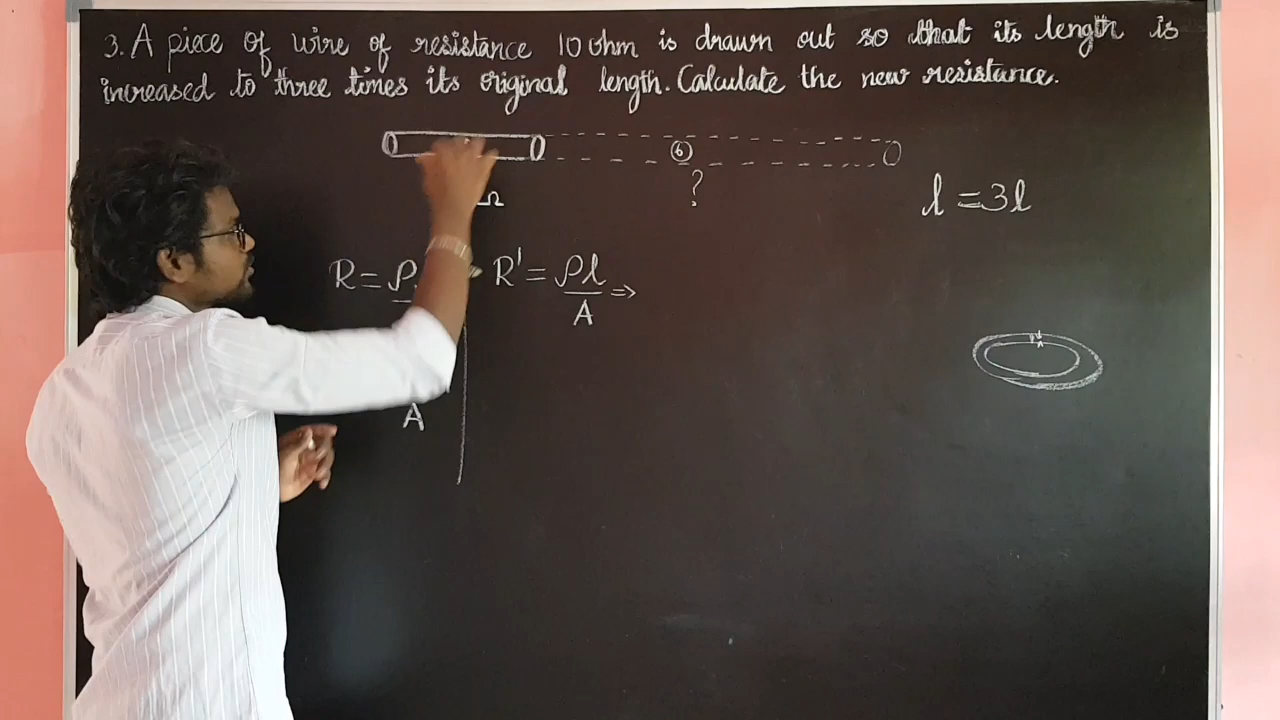 3. A piece of wire of resistance 10 ohm is drawn out so that its length is
increased to three times its original length. Calculate the new resistance.
6
?
Ω
l = 3l
R = ρ
R' = ρl/A ⇒
A